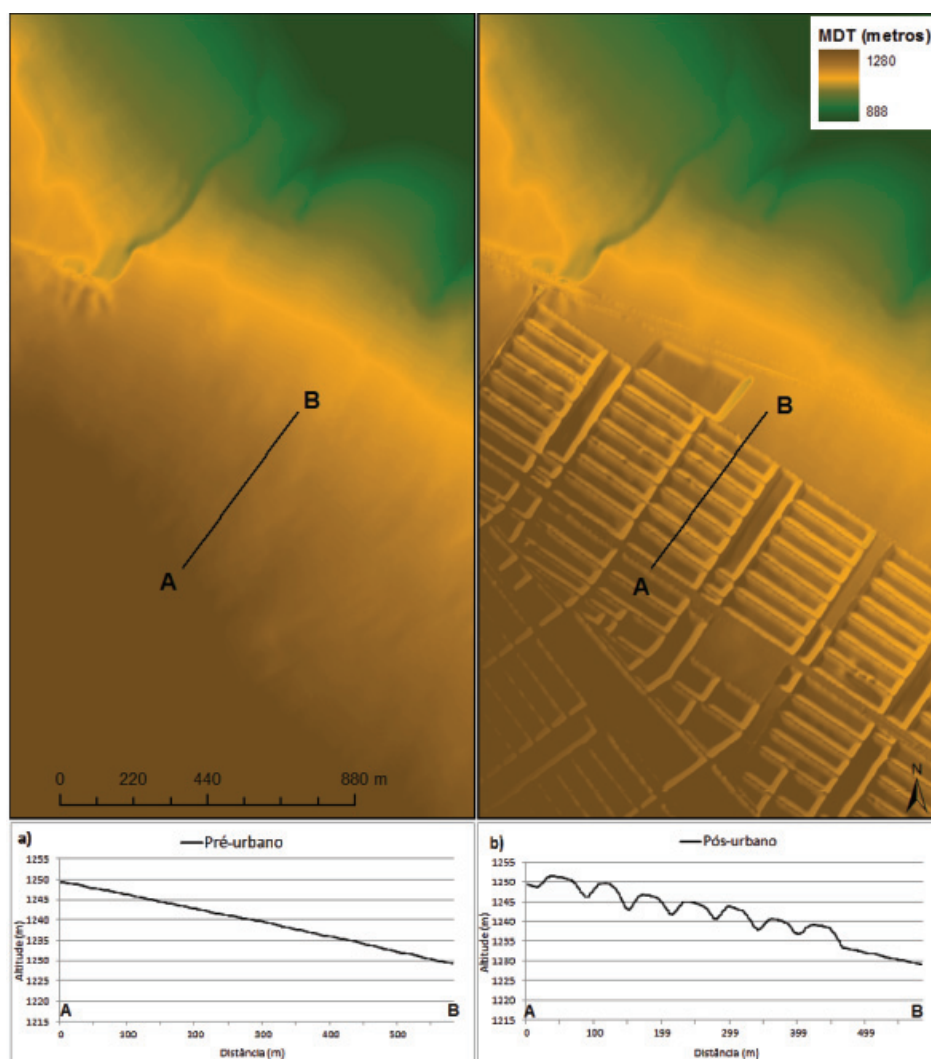 MDT (metros)
1280
888
B
A
B
A
0 220 440 880 m
N
a)
Pré-urbano
Altitude (m)
1255
1250
1245
1240
1235
1230
1225
1220
1215
A B
0 100 200 300 400 500
Distância (m)
b)
Pós-urbano
Altitude (m)
1255
1250
1245
1240
1235
1230
1225
1220
1215
A B
0 100 199 299 399 499
Distância (m)